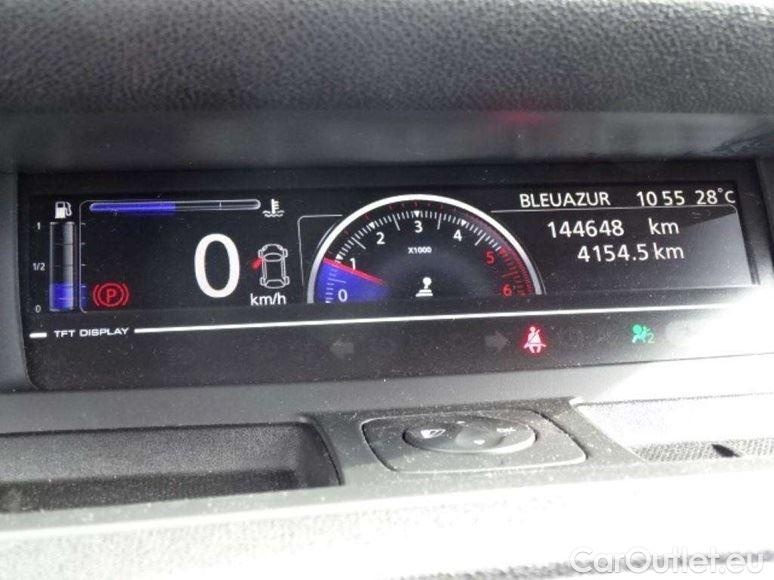 BLEUAZUR 10 55 28°C
144648 km
4154.5 km
1
1/2
0
P
0
km/h
0 1 2 3 4 5 6
X1000
TFT DISPLAY
2
CarOutlet.eu